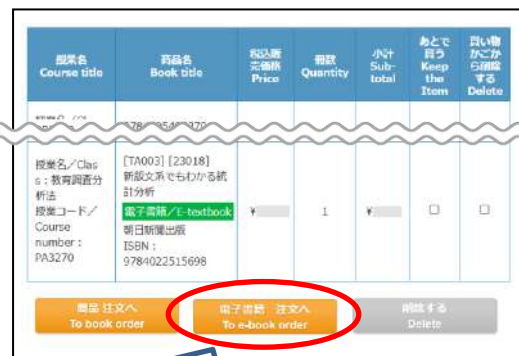 授業名
Course title
商品名
Book title
税込販
売価格
Price
冊数
Quantity
小計
Sub-
total
あとで
買う
Keep
the
Item
買い物
かごか
ら削除
する
Delete
授業名／Clas
s：教育調査分
析法
授業コード／
Course
number：
PA3270
[TA003] [23018]
新版文系でもわかる統
計分析
電子書籍／E-textbook
朝日新聞出版
ISBN：
9784022515698
¥
1
¥
商品 注文へ
To book order
電子書籍 注文へ
To e-book order
削除する
Delete